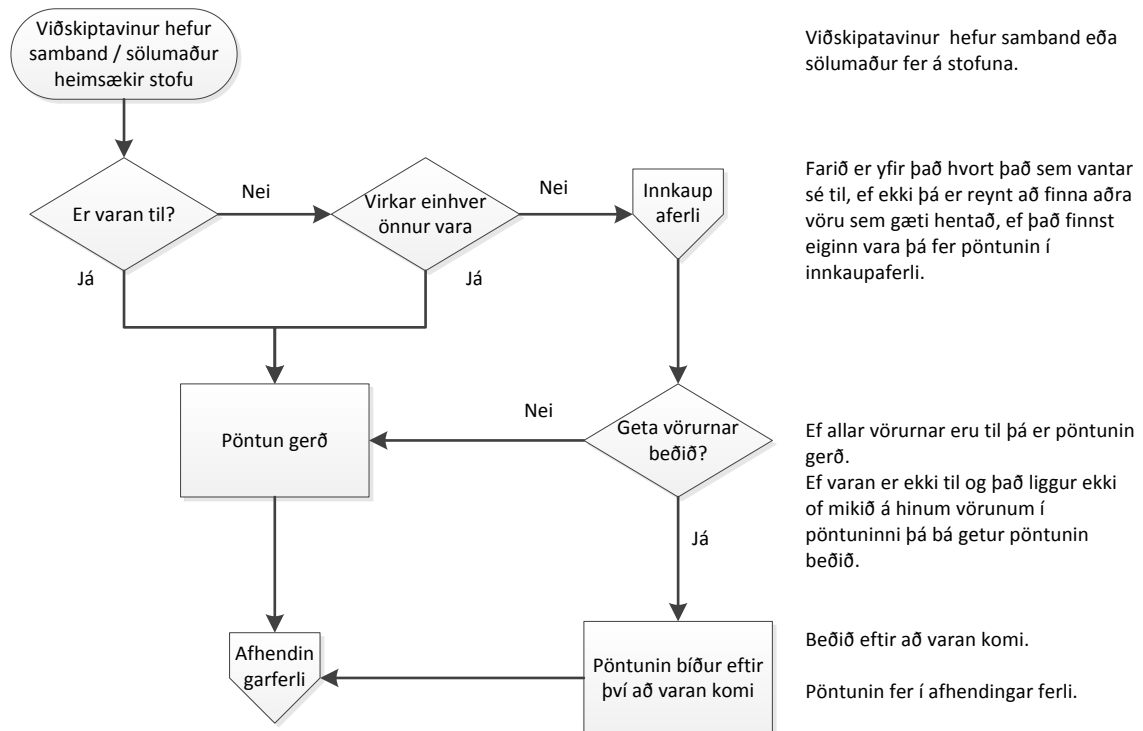 Viðskiptavinur hefur
samband / sölumaður
heimsækir stofu
Viðskipatavinur  hefur samband eða
sölumaður fer á stofuna.
Er varan til?
Nei
Virkar einhver
önnur vara
Nei
Innkaup
aferli
Já
Já
Farið er yfir það hvort það sem vantar
sé til, ef ekki þá er reynt að finna aðra
vöru sem gæti hentað, ef það finnst
eiginn vara þá fer pöntunin í
innkaupaferli.
Pöntun gerð
Nei
Geta vörurnar
beðið?
Já
Ef allar vörurnar eru til þá er pöntunin
gerð.
Ef varan er ekki til og það liggur ekki
of mikið á hinum vörunum í
pöntuninni þá bá getur pöntunin
beðið.
Afhendin
garferli
Pöntunin bíður eftir
því að varan komi
Beðið eftir að varan komi.
Pöntunin fer í afhendingar ferli.